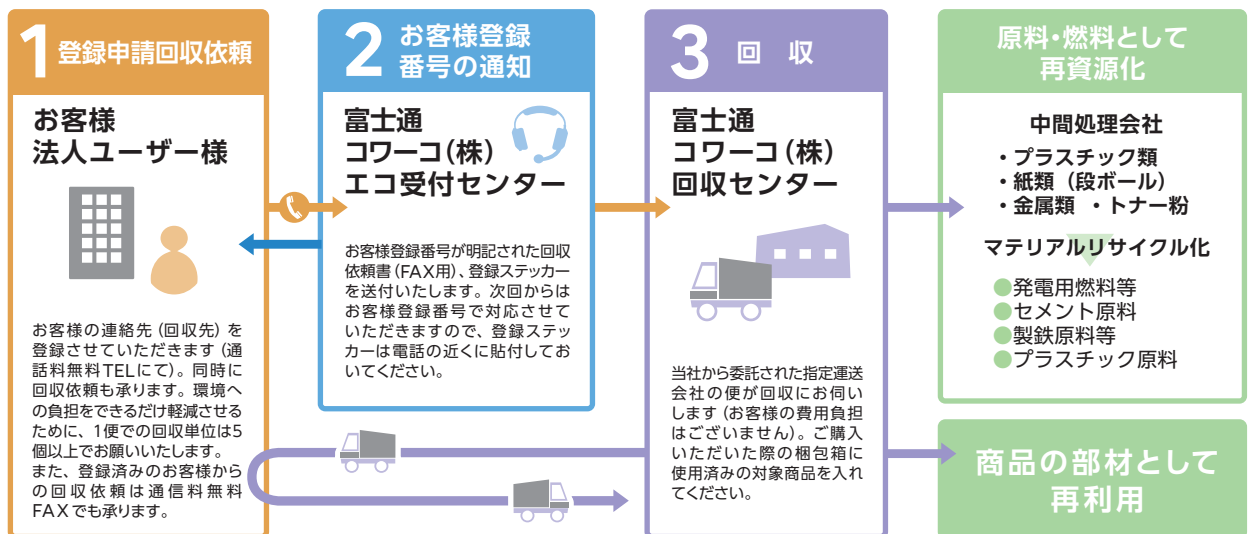 1 登録申請回収依頼
お客様
法人ユーザー様
お客様の連絡先（回収先）を
登録させていただきます（通
話料無料TELにて）。同時に
回収依頼も承ります。環境へ
の負担をできるだけ軽減させる
ために、1便での回収単位は5
個以上でお願いいたします。
また、登録済みのお客様から
の回収依頼は通信料無料
FAXでも承ります。
2 お客様登録
番号の通知
富士通
コワーコ（株）
エコ受付センター
お客様登録番号が明記された回収
依頼書（FAX用）、登録ステッカー
を送付いたします。次回からは
お客様登録番号で対応させて
いただきますので、登録ステッ
カーは電話の近くに貼付してお
いてください。
3 回 収
富士通
コワーコ（株）
回収センター
当社から委託された指定運送
会社の便が回収にお伺い
します（お客様の費用負担
はございません）。ご購入
いただいた際の梱包箱に
使用済みの対象商品を入れ
てください。
原料・燃料として
再資源化
中間処理会社
・プラスチック類
・紙類（段ボール）
・金属類 ・トナー粉
マテリアルリサイクル化
●発電用燃料等
●セメント原料
●製鉄原料等
●プラスチック原料
商品の部材として
再利用